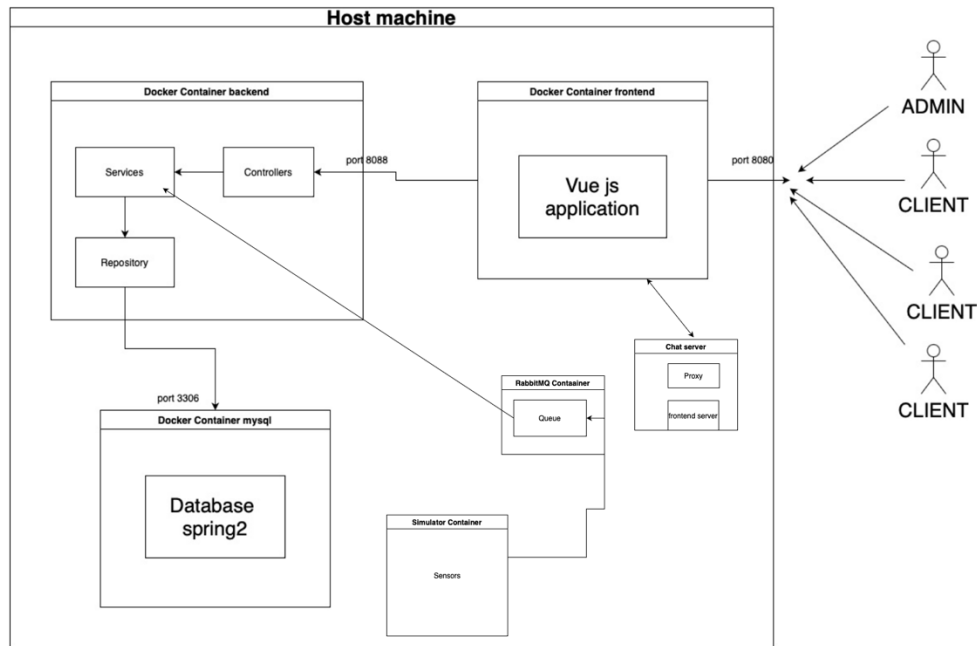 Host machine
Docker Container backend
Services
Controllers
Repository
port 8088
Docker Container frontend
Vue js
application
port 8080
ADMIN
CLIENT
CLIENT
CLIENT
Chat server
Proxy
frontend server
RabbitMQ Contaainer
Queue
port 3306
Docker Container mysql
Database
spring2
Simulator Container
Sensors